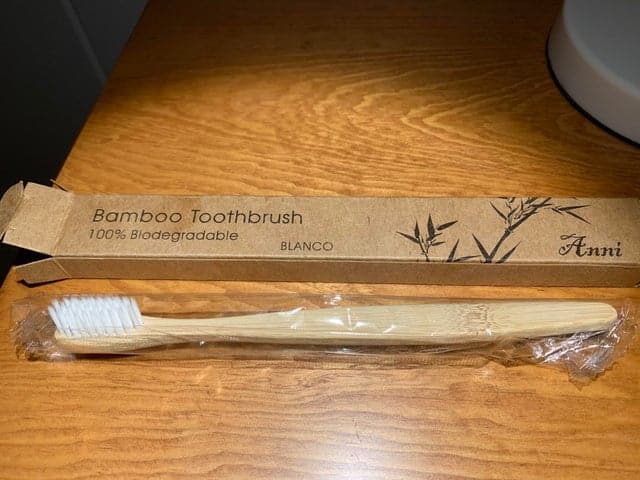 Bamboo Toothbrush
100% Biodegradable
BLANCO
Anni